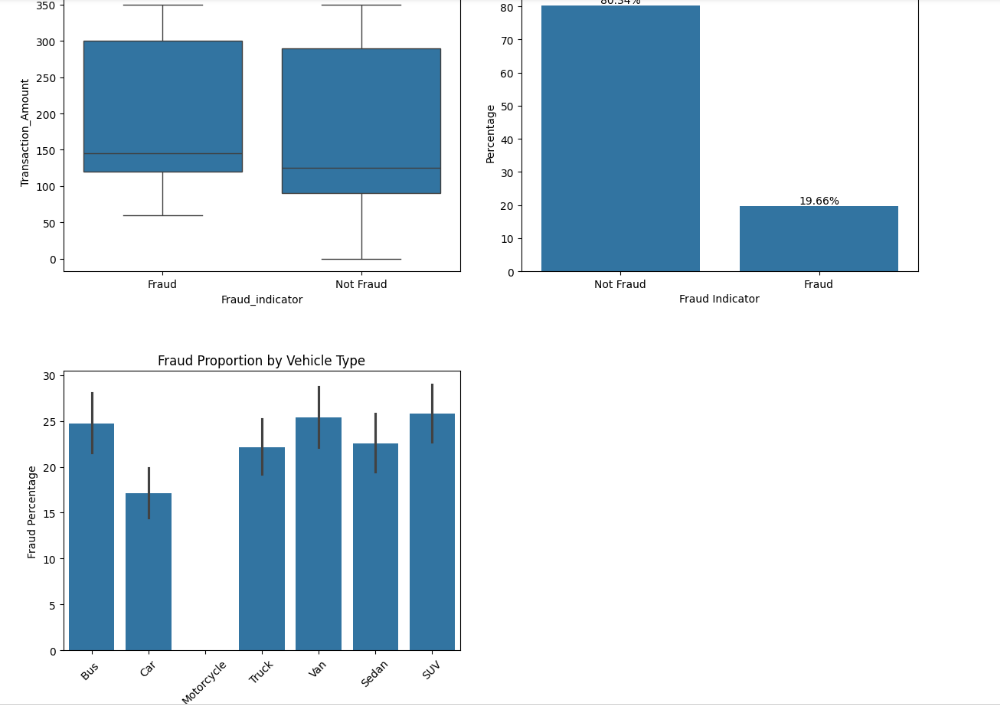 350
300
250
200
150
100
50
0
Transaction_Amount
Fraud
Not Fraud
Fraud_indicator
80.34%
80
70
60
50
40
30
20
10
0
Percentage
19.66%
Not Fraud
Fraud
Fraud Indicator
Fraud Proportion by Vehicle Type
30
25
20
15
10
5
0
Fraud Percentage
Bus
Car
Motorcycle
Truck
Van
Sedan
SUV